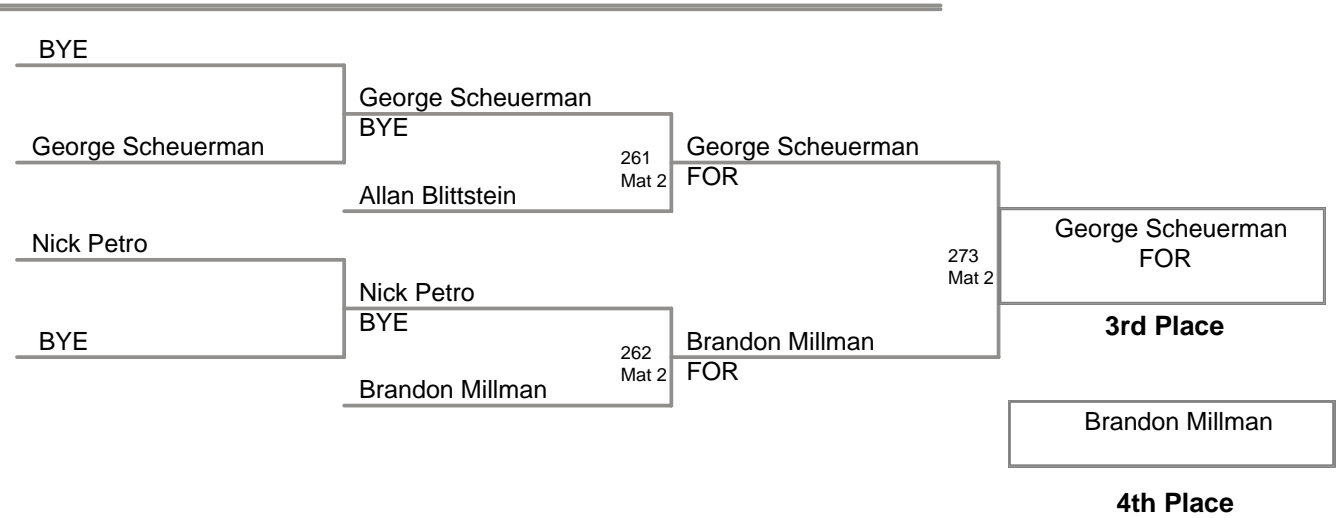 BYE
George Scheuerman
BYE
George Scheuerman
261
Mat 2
George Scheuerman
FOR
Allan Blittstein
Nick Petro
273
Mat 2
George Scheuerman
FOR
Nick Petro
BYE
BYE
262
Mat 2
Brandon Millman
FOR
3rd Place
Brandon Millman
Brandon Millman
4th Place